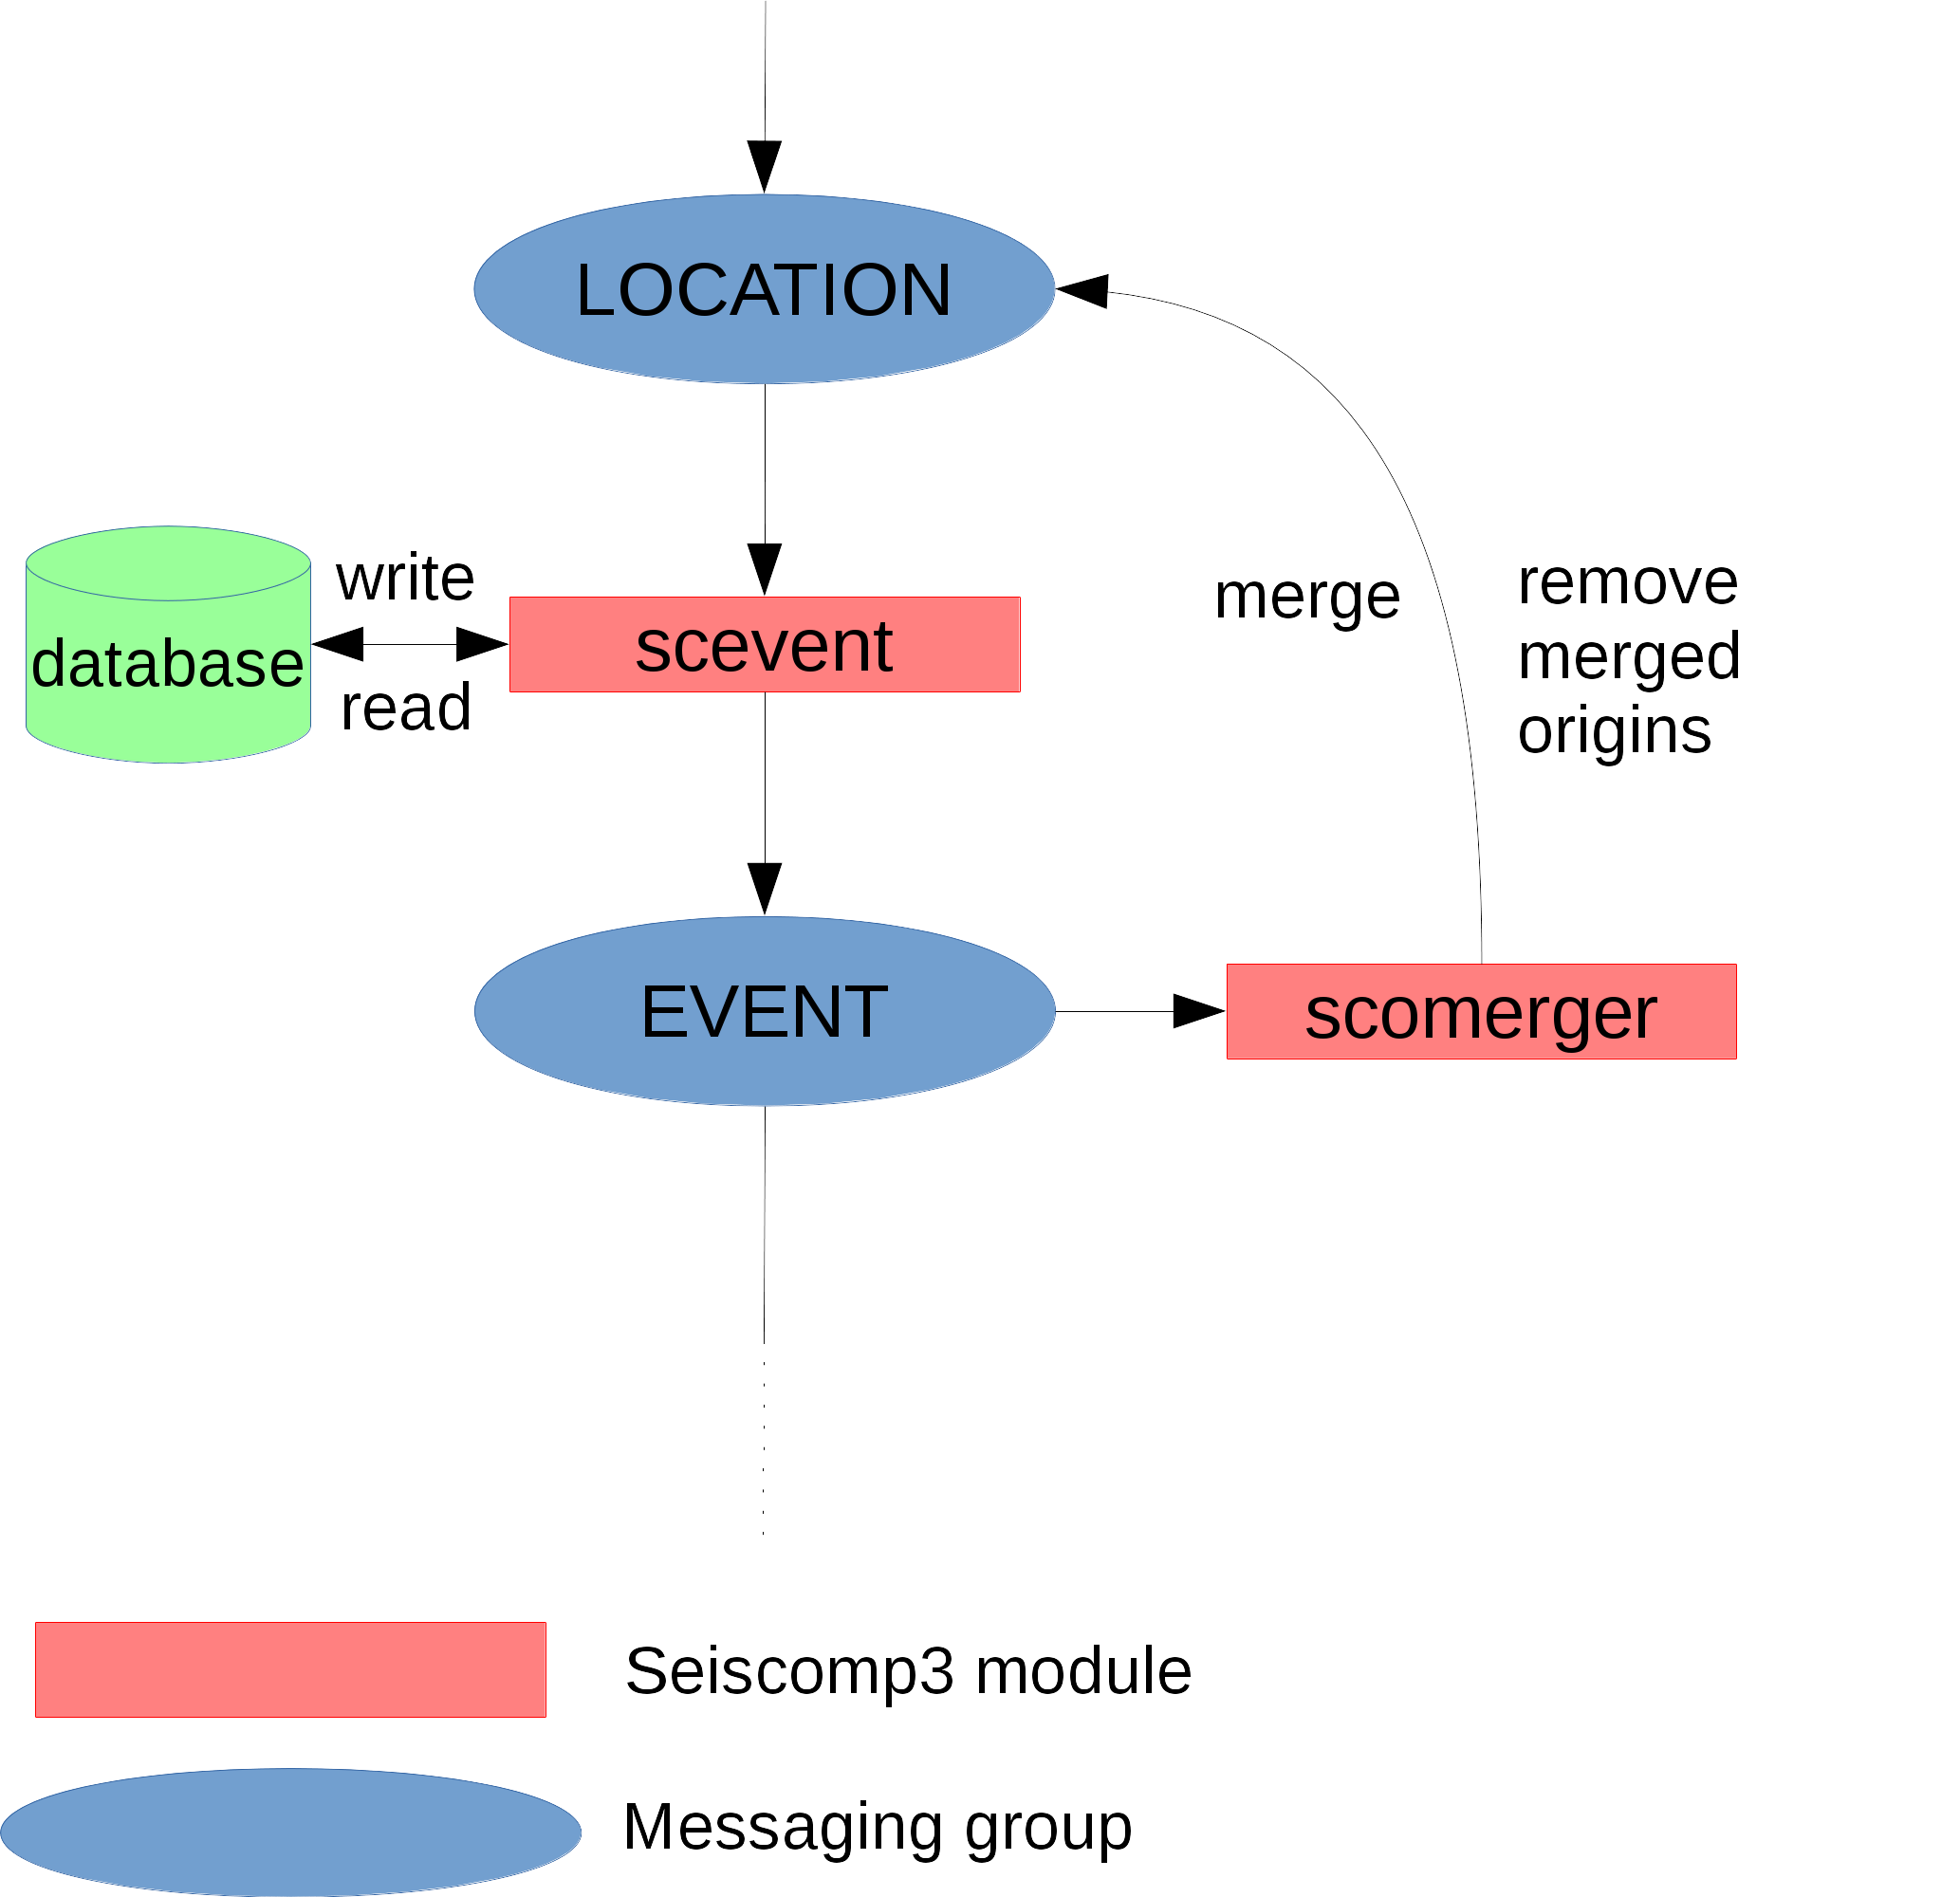 LOCATION
write
database
read
scevent
merge
remove
merged
origins
EVENT
scomerger
Seiscomp3 module
Messaging group